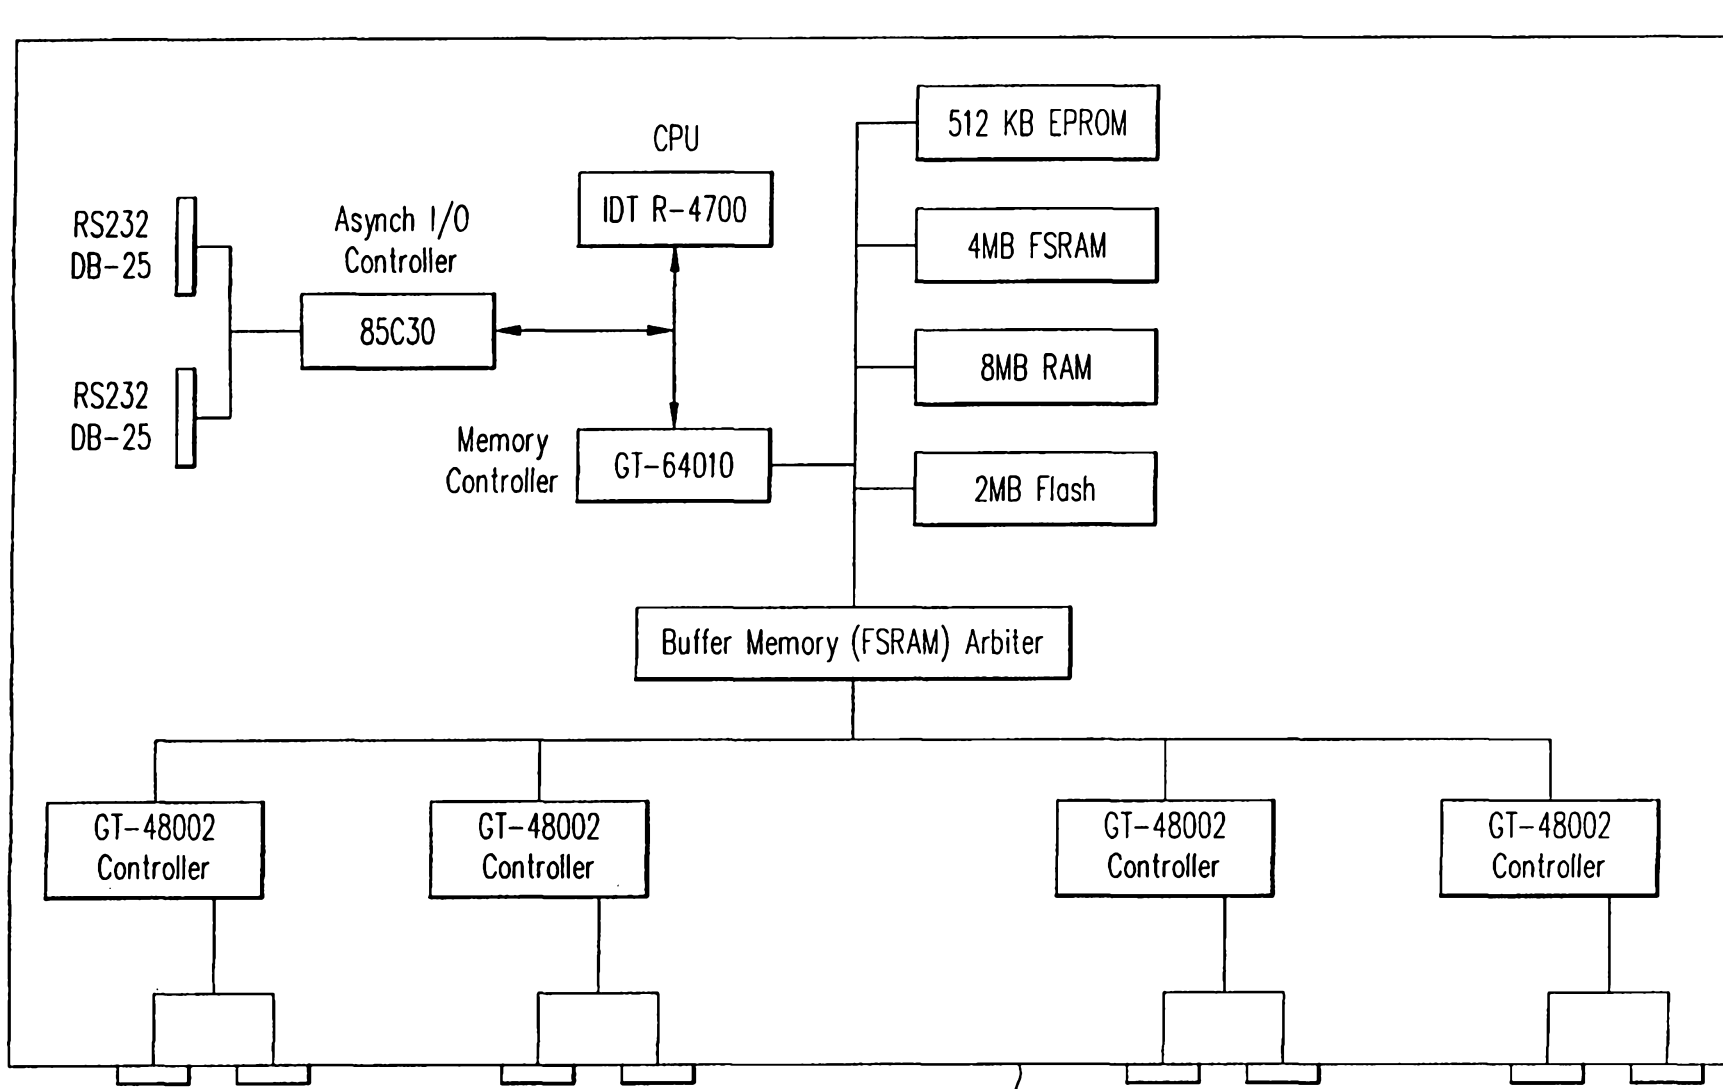 512 KB EPROM
CPU
IDT R-4700
RS232
DB-25
Asynch I/O
Controller
4MB FSRAM
85C30
8MB RAM
RS232
DB-25
Memory
Controller
GT-64010
2MB Flash
Buffer Memory (FSRAM) Arbiter
GT-48002
Controller
GT-48002
Controller
GT-48002
Controller
GT-48002
Controller